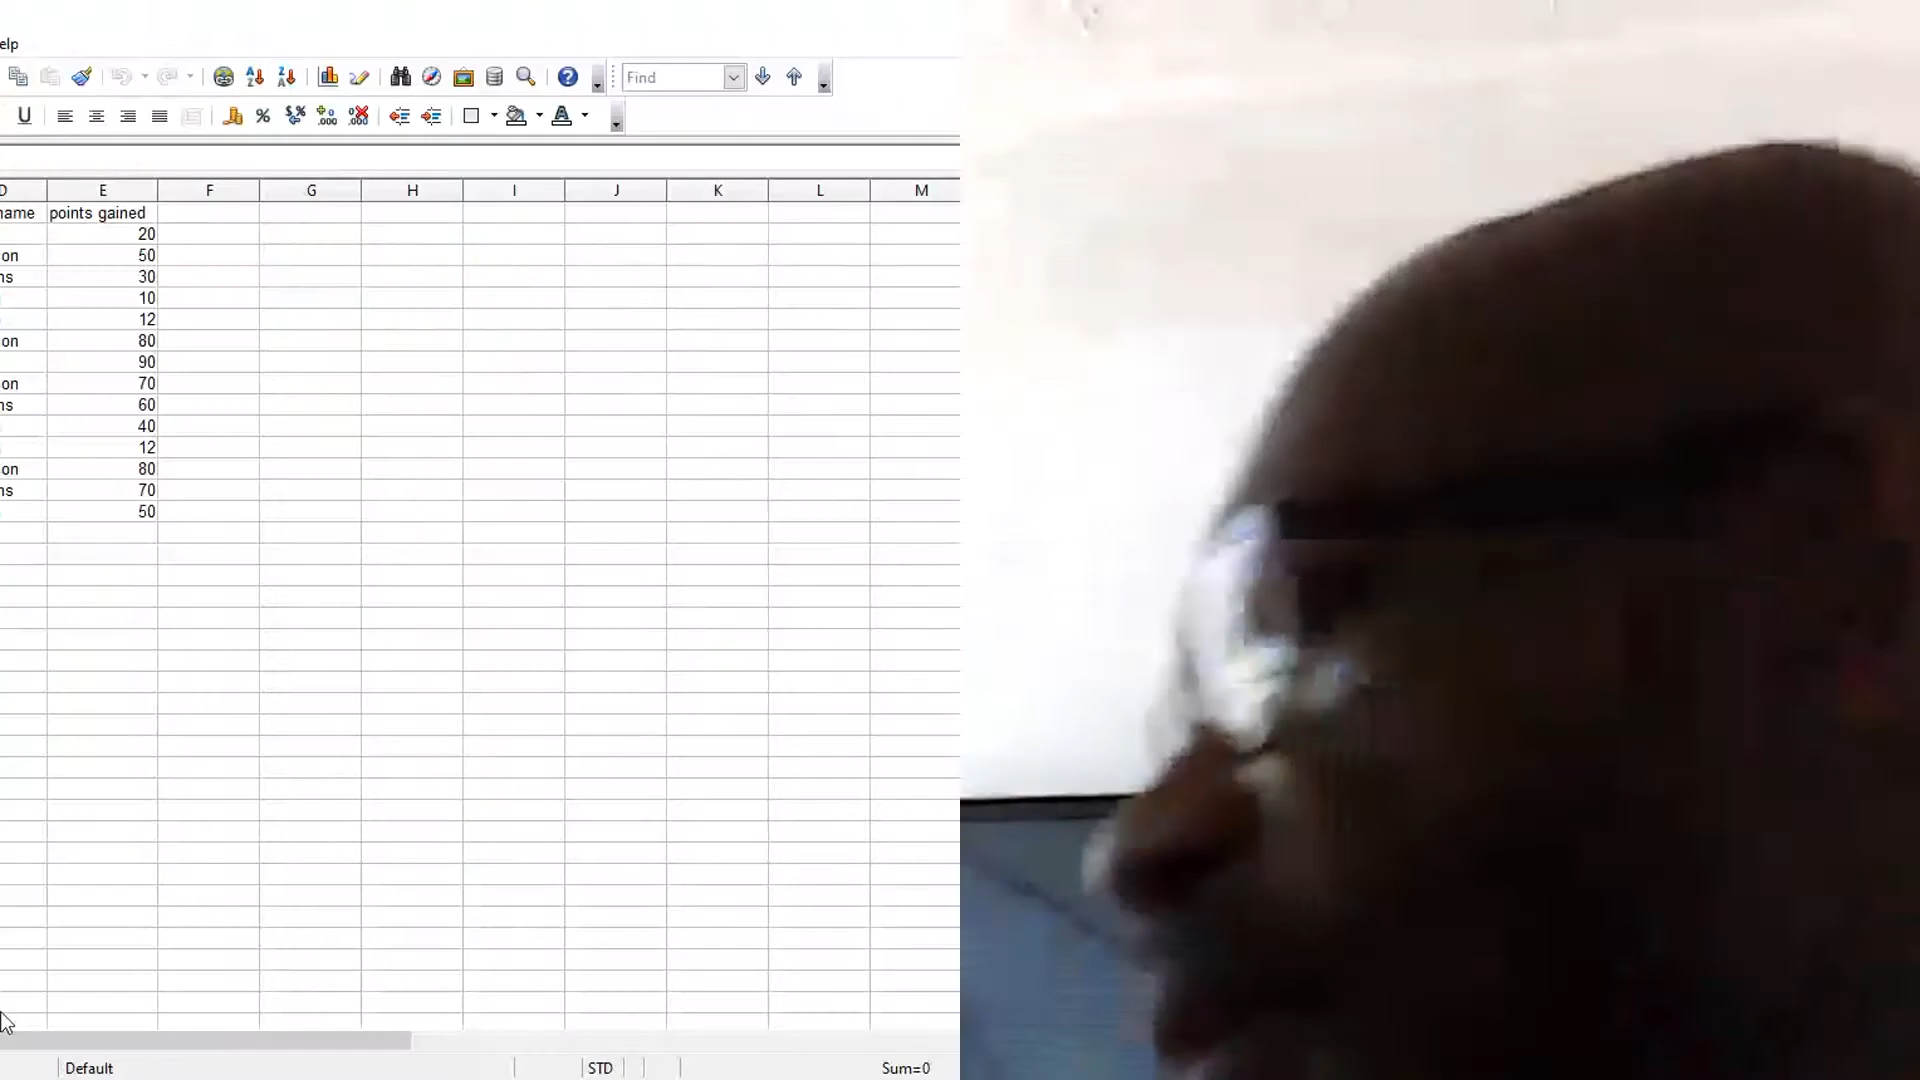 elp
Find
U
%
D E F G H I J K L M
name points gained
20
on 50
ns 30
10
12
on 80
90
on 70
ns 60
40
12
on 80
ns 70
50
Default STD Sum=0